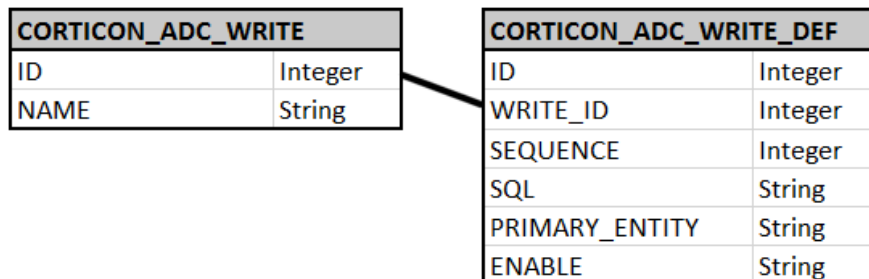 CORTICON_ADC_WRITE
ID Integer
NAME String
CORTICON_ADC_WRITE_DEF
ID Integer
WRITE_ID Integer
SEQUENCE Integer
SQL String
PRIMARY_ENTITY String
ENABLE String